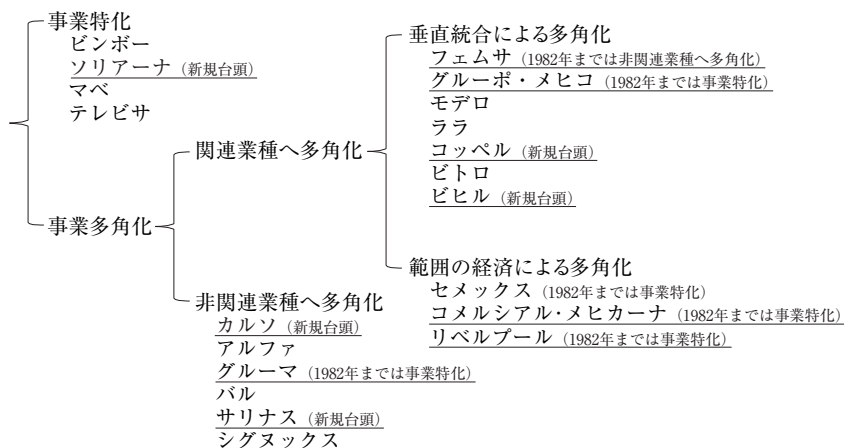 事業特化
ビンボー
ソリアーナ（新規台頭）
マベ
テレビサ
事業多角化
関連業種へ多角化
垂直統合による多角化
フェムサ（1982年までは非関連業種へ多角化）
グルーポ・メヒコ（1982年までは事業特化）
モデロ
ララ
コッペル（新規台頭）
ビトロ
ビヒル（新規台頭）
範囲の経済による多角化
セメックス（1982年までは事業特化）
コメルシアル・メヒカーナ（1982年までは事業特化）
リベルプール（1982年までは事業特化）
非関連業種へ多角化
カルソ（新規台頭）
アルファ
グルーマ（1982年までは事業特化）
バル
サリナス（新規台頭）
シグヌックス